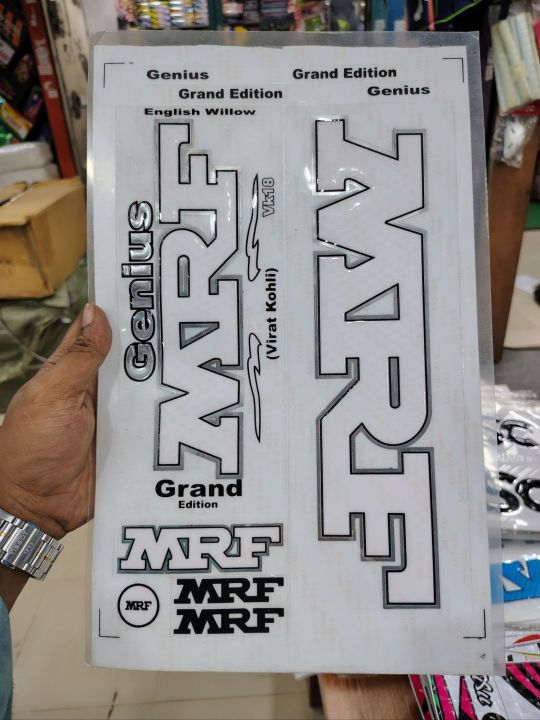 Genius
Grand Edition
Grand Edition
Genius
English Willow
MRF
Genius
Vk18
(Virat Kohli)
MRF
Grand
Edition
MRF
MRF
MRF
MRF